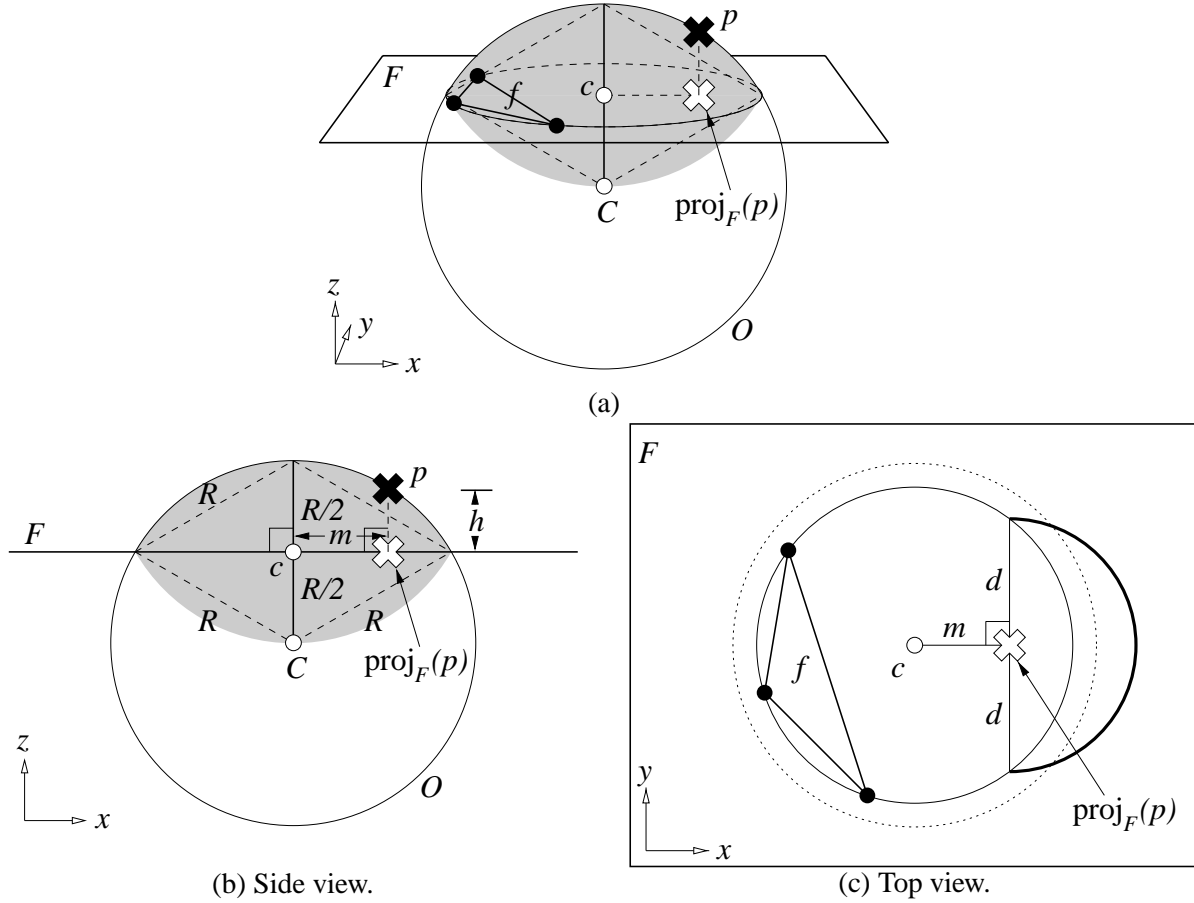 p
F
f
c
proj_F(p)
C
z
y
x
O
(a)
p
R
R/2
h
F
m
c
R/2
R
R
C
proj_F(p)
z
x
O
(b) Side view.
F
d
m
f
c
d
y
proj_F(p)
x
(c) Top view.